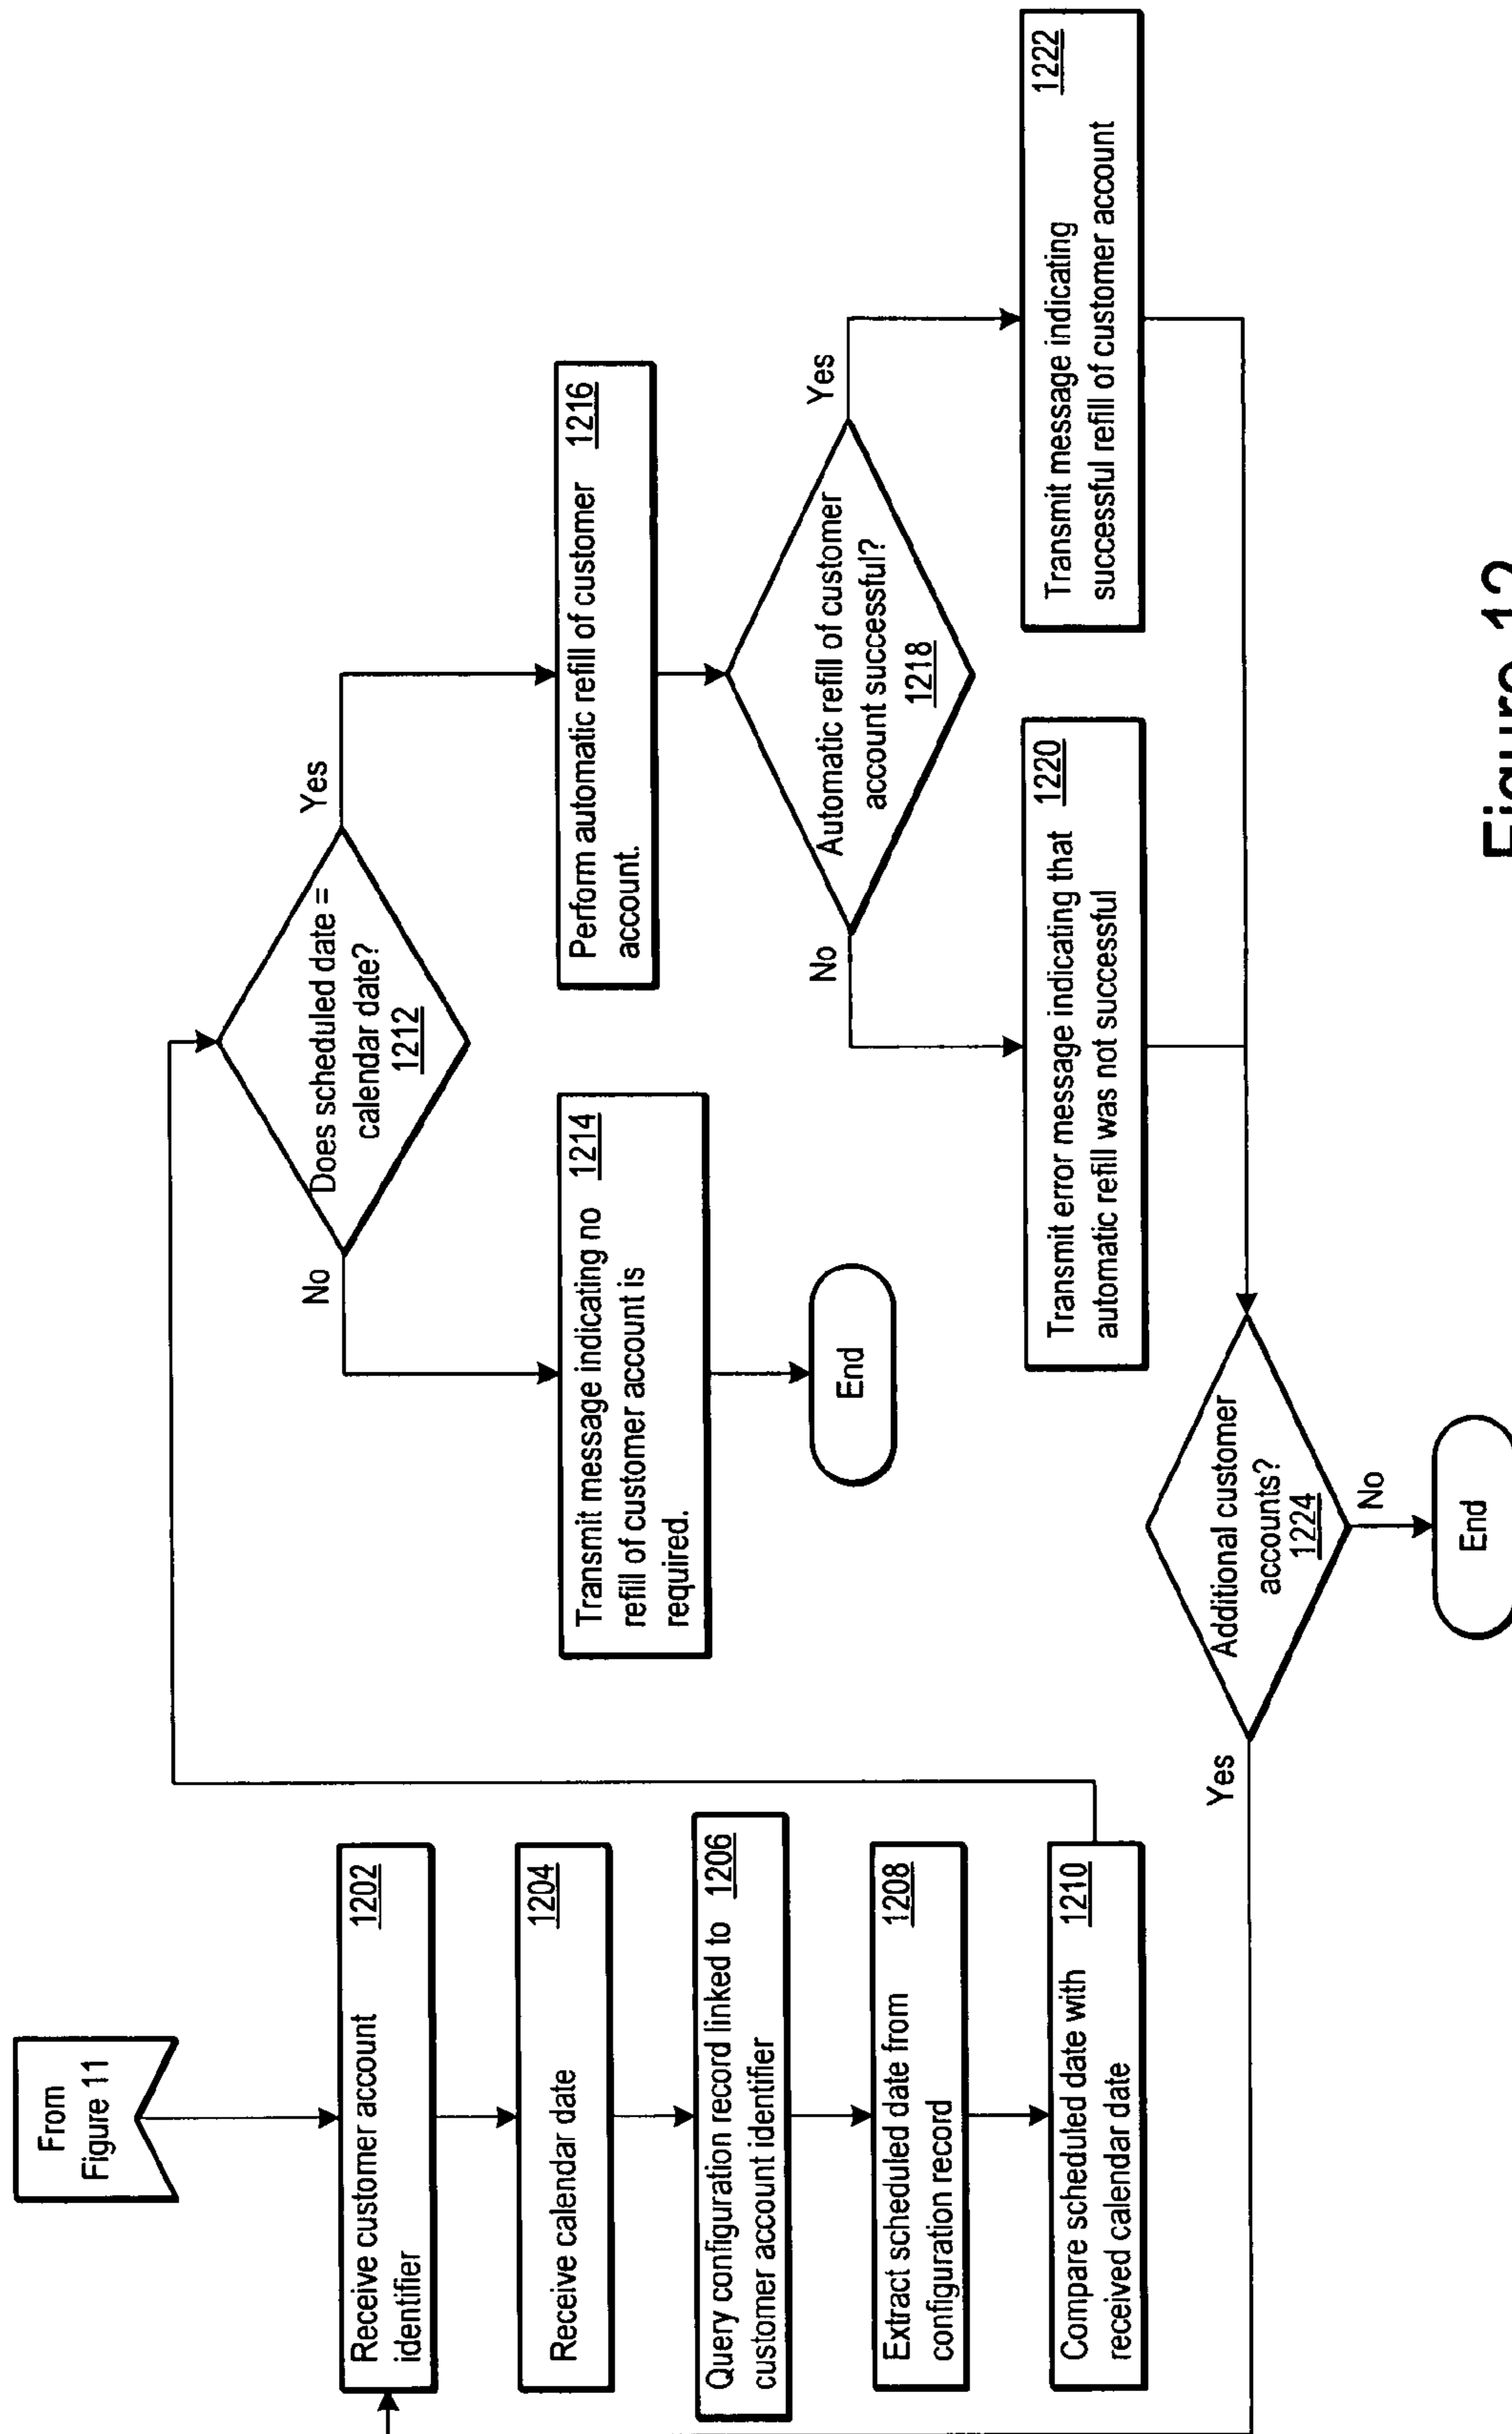 From
Figure 11
Receive customer account 1202
identifier
1204
Receive calendar date
Query configuration record linked to 1206
customer account identifier
Extract scheduled date from 1208
configuration record
Compare scheduled date with 1210
received calendar date
Does scheduled date =
calendar date?
1212
No
Yes
Transmit message indicating no 1214
refill of customer account is
required.
End
Perform automatic refill of customer 1216
account.
Automatic refill of customer
account successful?
1218
No
Yes
Transmit error message indicating that 1220
automatic refill was not successful
1222
Transmit message indicating
successful refill of customer account
Additional customer
accounts?
1224
Yes
No
End
Figure 12